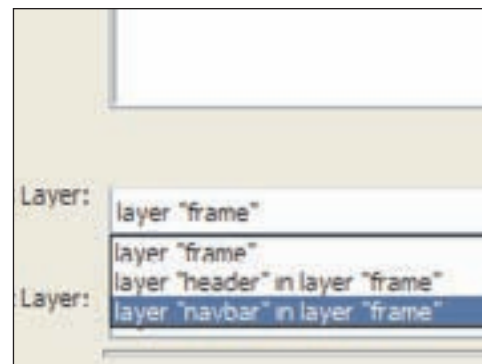 Layer:
layer "frame"
layer "frame"
layer "header" in layer "frame"
Layer:
layer "navbar" in layer "frame"